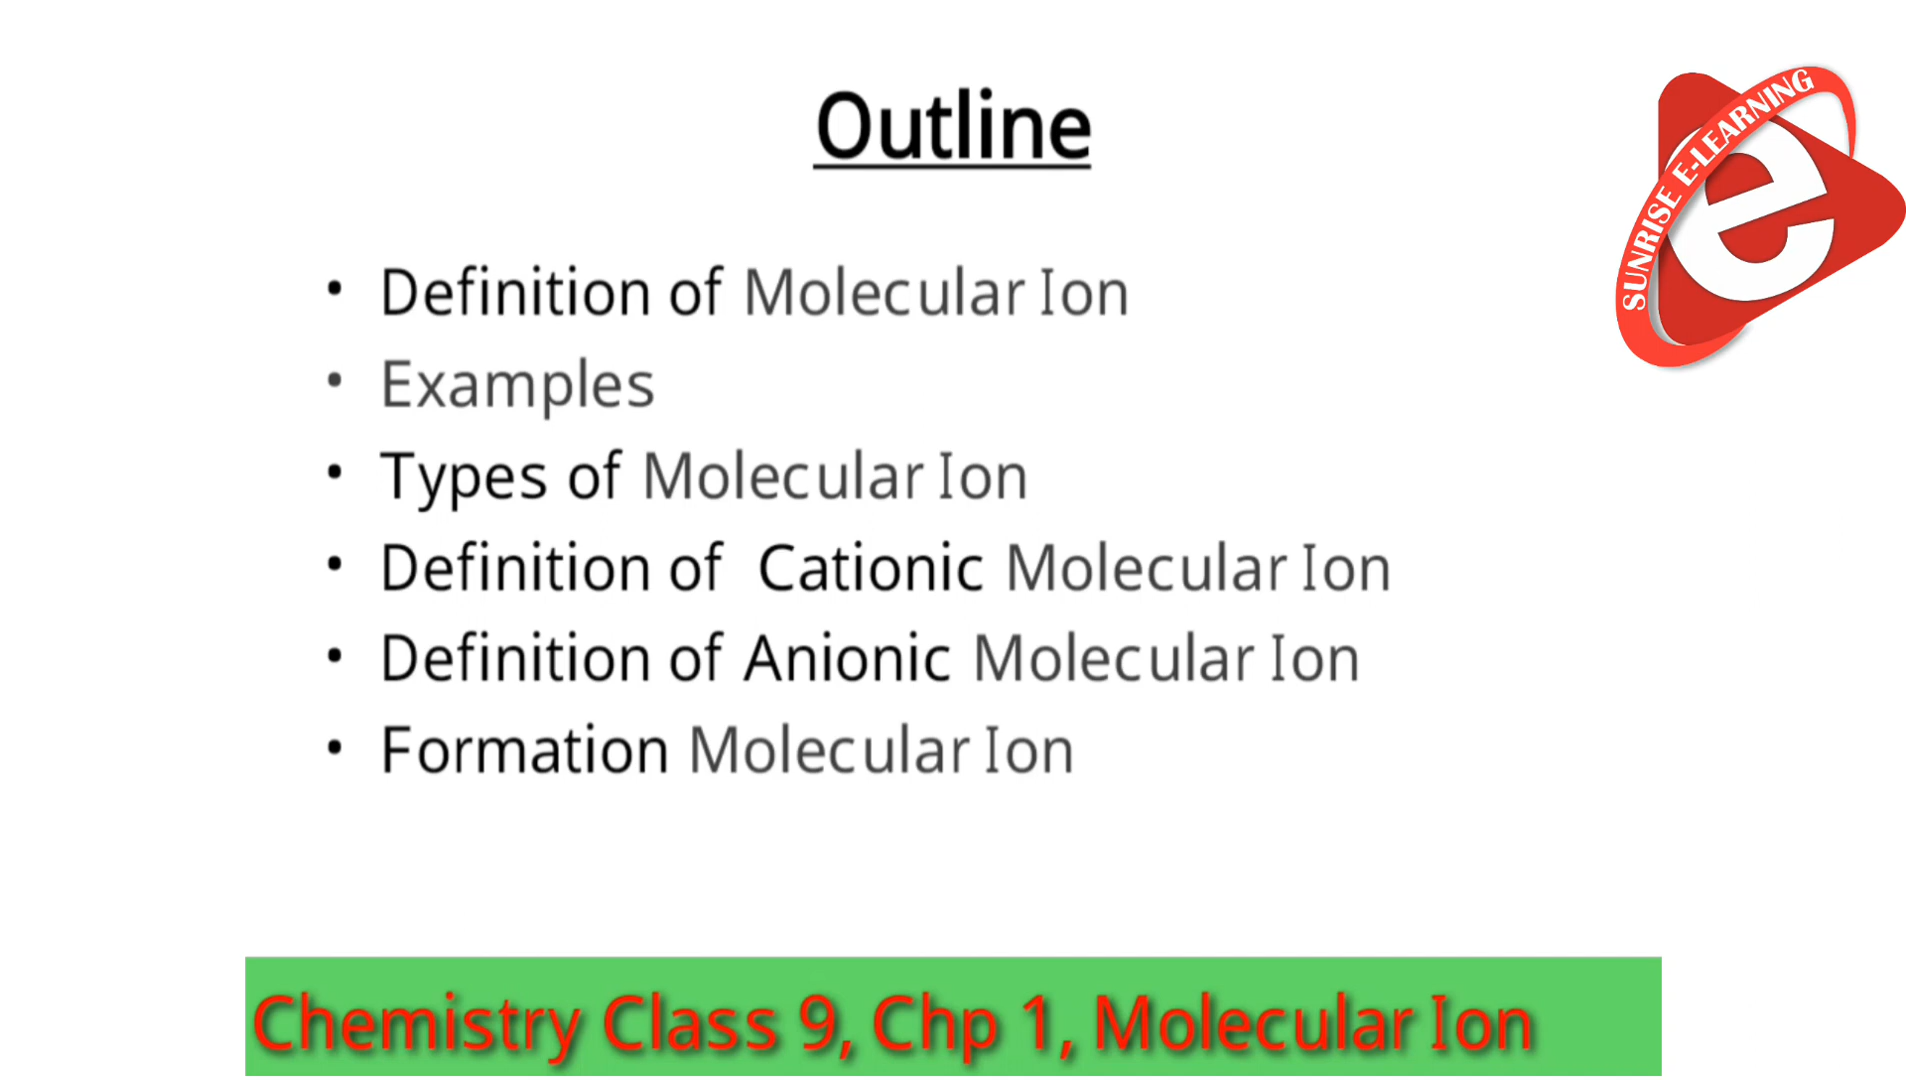 Outline
SUNRISE E-LEARNING
e
• Definition of Molecular Ion
• Examples
• Types of Molecular Ion
• Definition of  Cationic Molecular Ion
• Definition of Anionic Molecular Ion
• Formation Molecular Ion
Chemistry Class 9, Chp 1, Molecular Ion